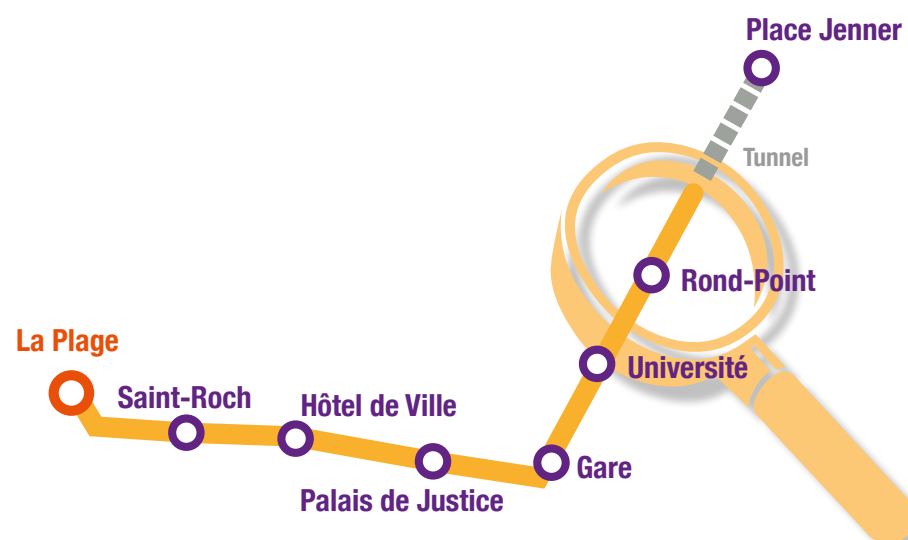 Place Jenner
Tunnel
Rond-Point
La Plage
Université
Saint-Roch
Hôtel de Ville
Gare
Palais de Justice